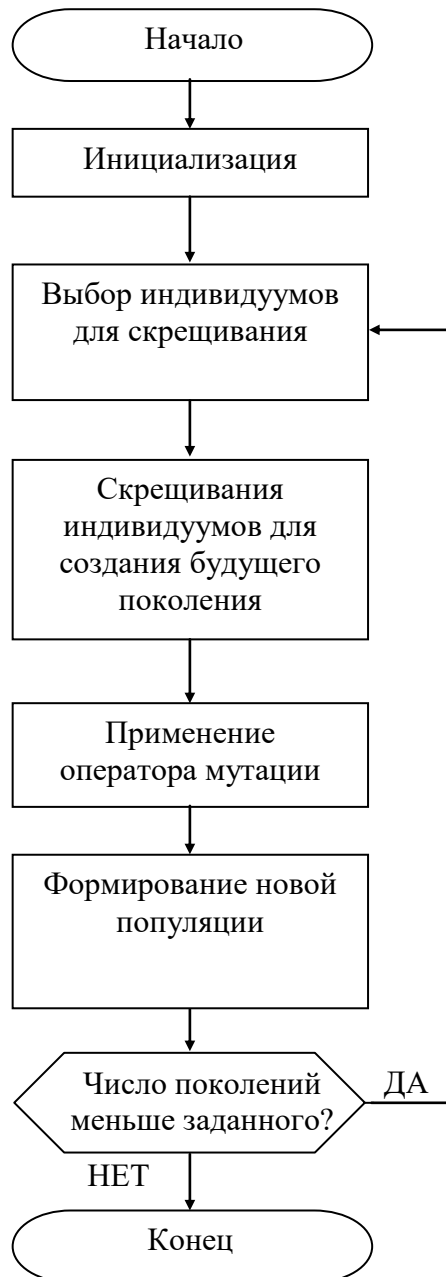 Начало
Инициализация
Выбор индивидуумов
для скрещивания
Скрещивания
индивидуумов для
создания будущего
поколения
Применение
оператора мутации
Формирование новой
популяции
Число поколений
меньше заданного?
ДА
НЕТ
Конец